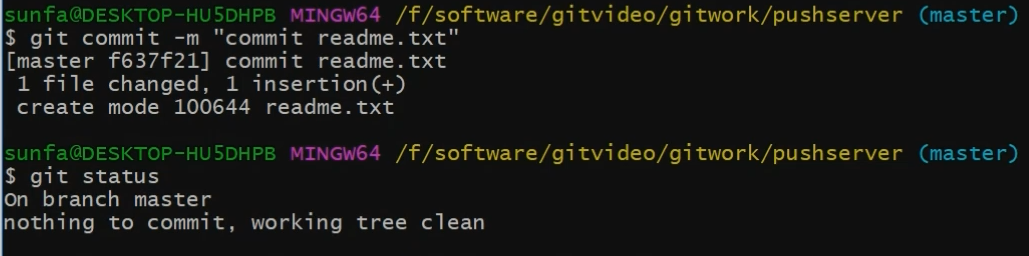 sunfa@DESKTOP-HU5DHPB MINGW64 /f/software/gitvideo/gitwork/pushserver (master)
$ git commit -m "commit readme.txt"
[master f637f21] commit readme.txt
 1 file changed, 1 insertion(+)
 create mode 100644 readme.txt

sunfa@DESKTOP-HU5DHPB MINGW64 /f/software/gitvideo/gitwork/pushserver (master)
$ git status
On branch master
nothing to commit, working tree clean